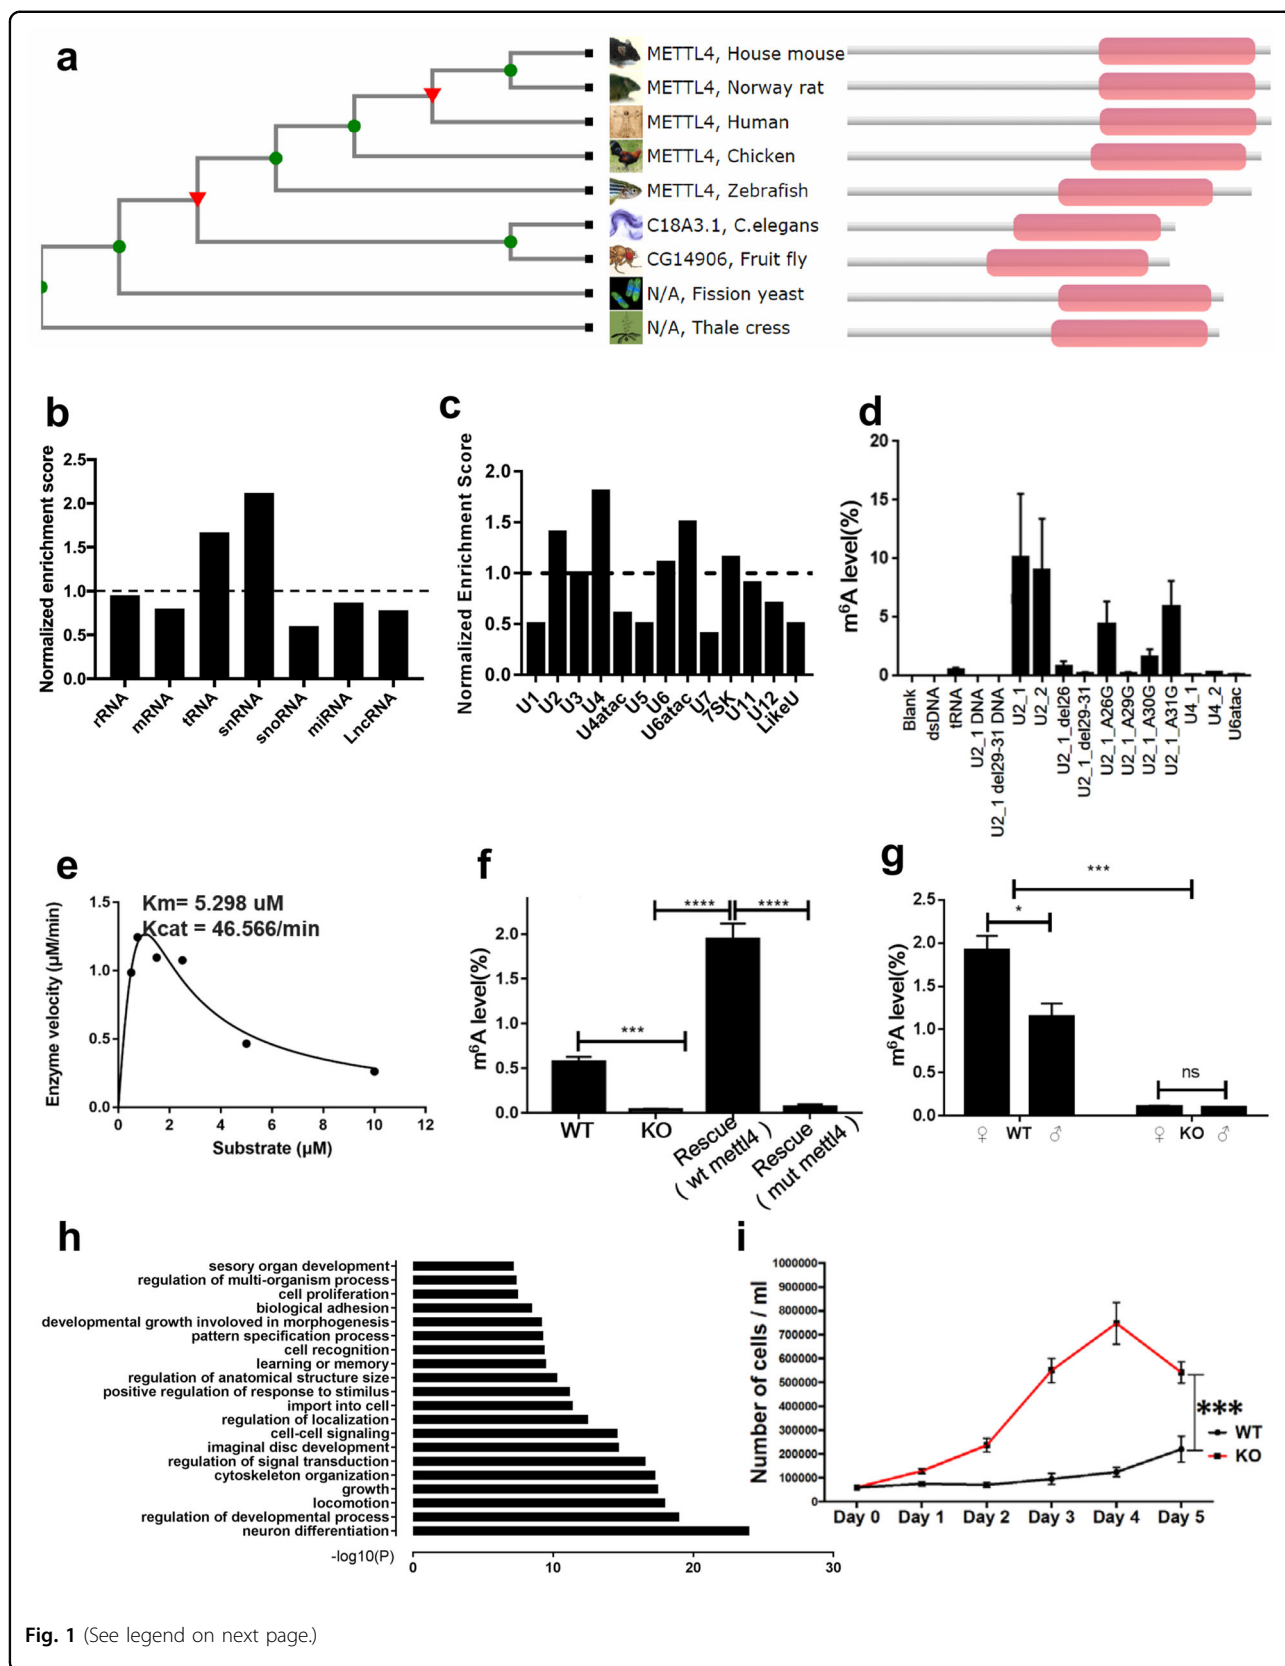 a
METTL4, House mouse
METTL4, Norway rat
METTL4, Human
METTL4, Chicken
METTL4, Zebrafish
C18A3.1, C.elegans
CG14906, Fruit fly
N/A, Fission yeast
N/A, Thale cress
b
Normalized enrichment score
2.5
2.0
1.5
1.0
0.5
0.0
rRNA
mRNA
tRNA
snRNA
snoRNA
miRNA
LncRNA
c
Normalized Enrichment Score
2.0
1.5
1.0
0.5
0.0
U1
U2
U3
U4
U4atac
U5
U6
U6atac
U7
7SK
U11
U12
LikeU
d
m⁶A level(%)
20
15
10
5
0
Blank
dsDNA
tRNA
U2_1 DNA
U2_1 del29-31 DNA
U2_1
U2_2
U2_1_del26
U2_1_del29-31
U2_1_A26G
U2_1_A29G
U2_1_A30G
U2_1_A31G
U4_1
U4_2
U6atac
e
Km= 5.298 uM
Kcat = 46.566/min
Enzyme velocity (µM/min)
1.5
1.0
0.5
0.0
0 2 4 6 8 10 12
Substrate (µM)
f
m⁶A level(%)
2.0
1.5
1.0
0.5
0.0
***
****
****
WT
KO
Rescue
( wt mettl4 )
Rescue
( mut mettl4 )
g
m⁶A level(%)
2.5
2.0
1.5
1.0
0.5
0.0
***
*
ns
♀ WT ♂
♀ KO ♂
h
sesory organ development
regulation of multi-organism process
cell proliferation
biological adhesion
developmental growth involoved in morphogenesis
pattern specification process
cell recognition
learning or memory
regulation of anatomical structure size
positive regulation of response to stimilus
import into cell
regulation of localization
cell-cell signaling
imaginal disc development
regulation of signal transduction
cytoskeleton organization
growth
locomotion
regulation of developmental process
neuron differentiation
-log10(P)
0 10 20 30
i
Number of cells / ml
1000000
900000
800000
700000
600000
500000
400000
300000
200000
100000
0
Day 0 Day 1 Day 2 Day 3 Day 4 Day 5
***
WT
KO
Fig. 1 (See legend on next page.)